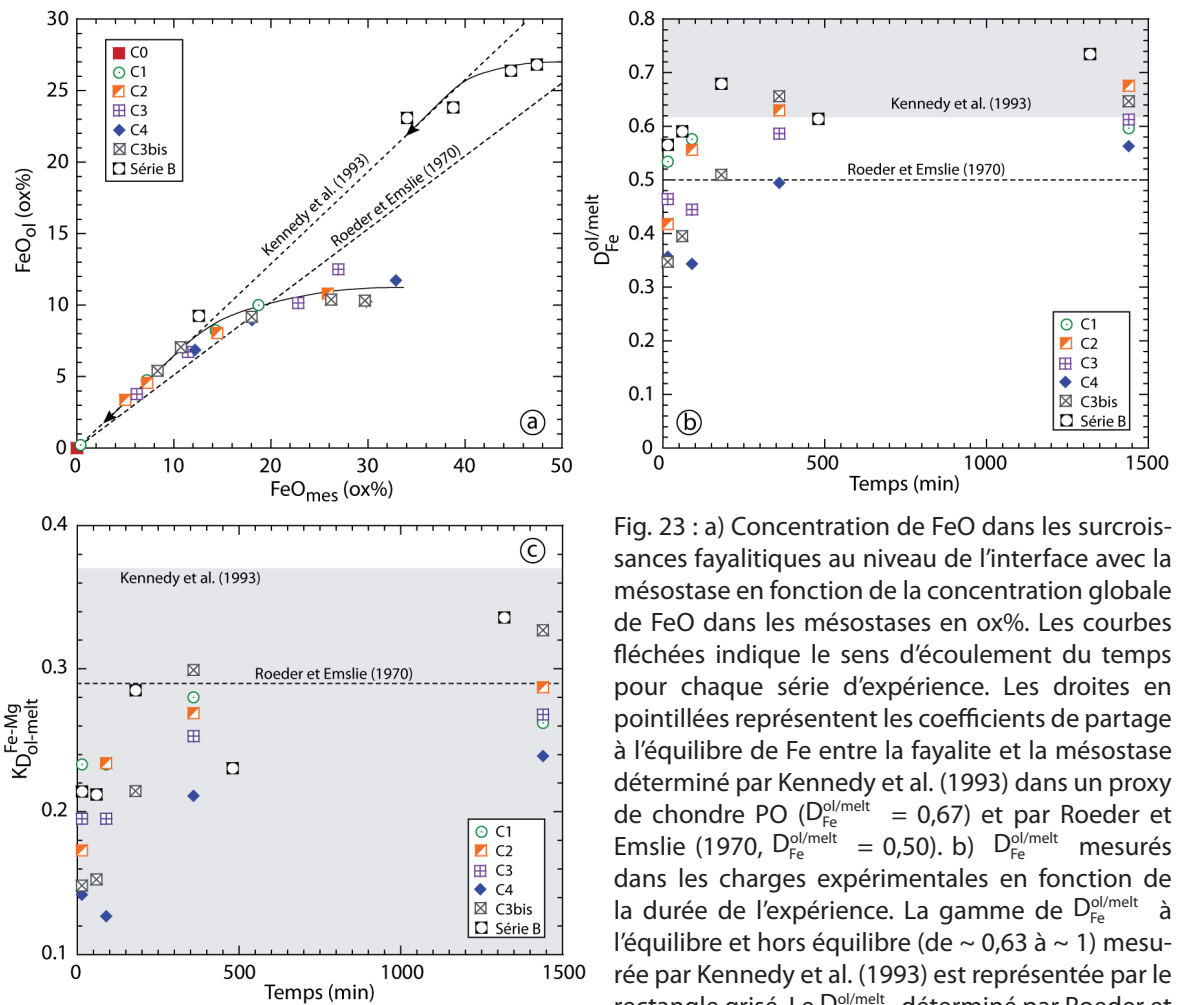 30
25
20
15
10
5
0
FeO_ol (ox%)
C0
C1
C2
C3
C4
C3bis
Série B
Kennedy et al. (1993)
Roeder et Emslie (1970)
a
0 10 20 30 40 50
FeO_mes (ox%)
0.8
0.7
0.6
0.5
0.4
0.3
0.2
0.1
0
D_Fe^ol/melt
Kennedy et al. (1993)
Roeder et Emslie (1970)
C1
C2
C3
C4
C3bis
Série B
b
0 500 1000 1500
Temps (min)
0.4
0.3
0.2
0.1
K_D_ol-melt^Fe-Mg
c
Kennedy et al. (1993)
Roeder et Emslie (1970)
C1
C2
C3
C4
C3bis
Série B
0 500 1000 1500
Temps (min)
Fig. 23 : a) Concentration de FeO dans les surcrois-
sances fayalitiques au niveau de l'interface avec la
mésostase en fonction de la concentration globale
de FeO dans les mésostases en ox%. Les courbes
fléchées indique le sens d'écoulement du temps
pour chaque série d'expérience. Les droites en
pointillées représentent les coefficients de partage
à l'équilibre de Fe entre la fayalite et la mésostase
déterminé par Kennedy et al. (1993) dans un proxy
de chondre PO (D_Fe^ol/melt = 0,67) et par Roeder et
Emslie (1970, D_Fe^ol/melt = 0,50). b) D_Fe^ol/melt mesurés
dans les charges expérimentales en fonction de
la durée de l'expérience. La gamme de D_Fe^ol/melt à
l'équilibre et hors équilibre (de ~ 0,63 à ~ 1) mesu-
rée par Kennedy et al. (1993) est représentée par le
rectangle grisé. Le D^ol/melt déterminé par Roeder et